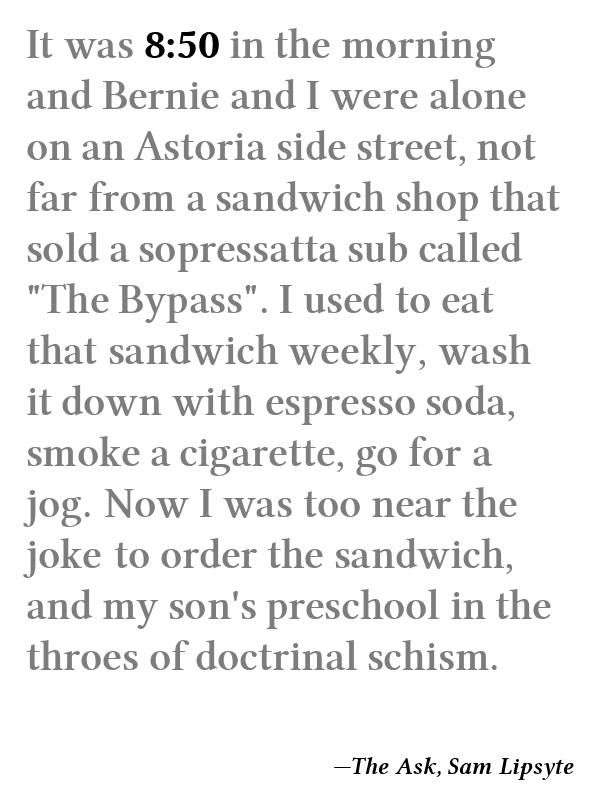 It was 8:50 in the morning
and Bernie and I were alone
on an Astoria side street, not
far from a sandwich shop that
sold a sopressatta sub called
"The Bypass". I used to eat
that sandwich weekly, wash
it down with espresso soda,
smoke a cigarette, go for a
jog. Now I was too near the
joke to order the sandwich,
and my son's preschool in the
throes of doctrinal schism.
—The Ask, Sam Lipsyte